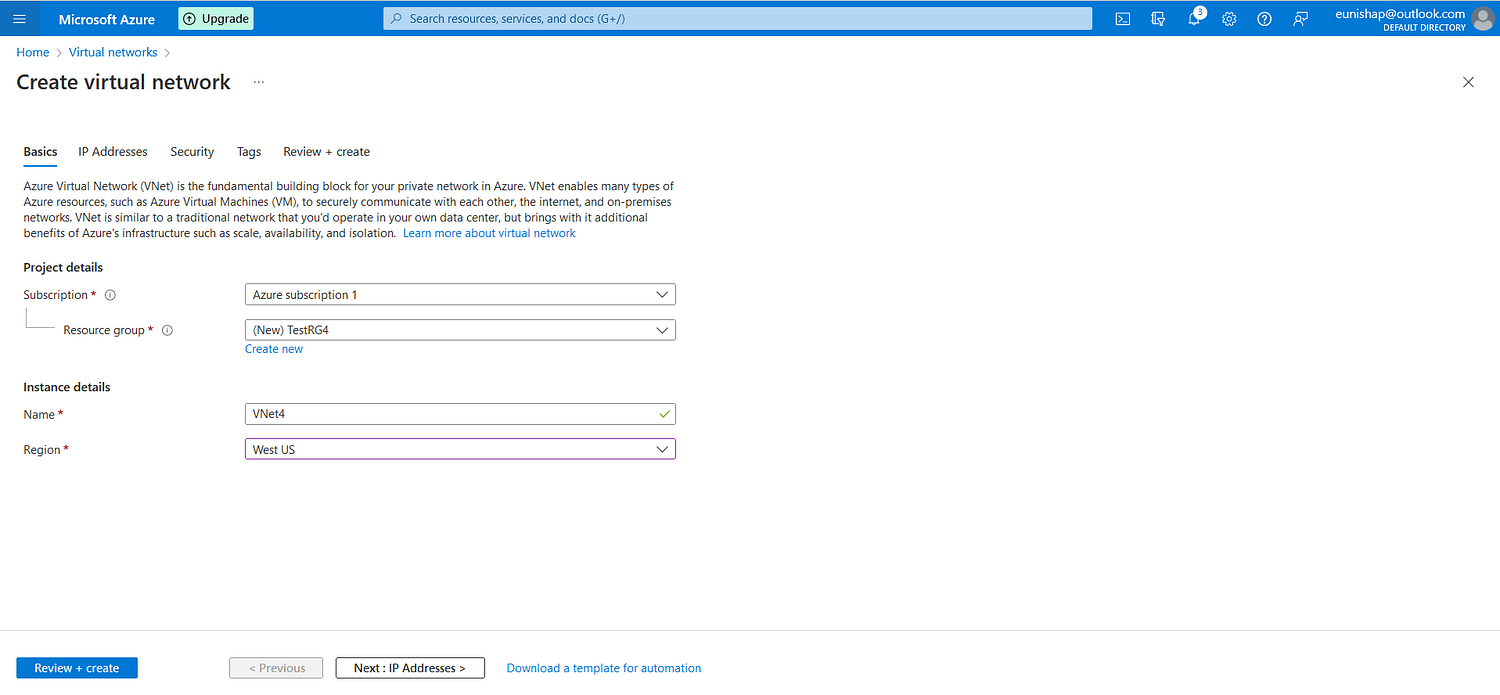 Microsoft Azure
Upgrade
Search resources, services, and docs (G+/)
3
eunishap@outlook.com
DEFAULT DIRECTORY
Home > Virtual networks >
Create virtual network ...
Basics IP Addresses Security Tags Review + create
Azure Virtual Network (VNet) is the fundamental building block for your private network in Azure. VNet enables many types of
Azure resources, such as Azure Virtual Machines (VM), to securely communicate with each other, the internet, and on-premises
networks. VNet is similar to a traditional network that you'd operate in your own data center, but brings with it additional
benefits of Azure's infrastructure such as scale, availability, and isolation. Learn more about virtual network
Project details
Subscription * Azure subscription 1
Resource group * (New) TestRG4
Create new
Instance details
Name * VNet4
Region * West US
Review + create < Previous Next : IP Addresses > Download a template for automation